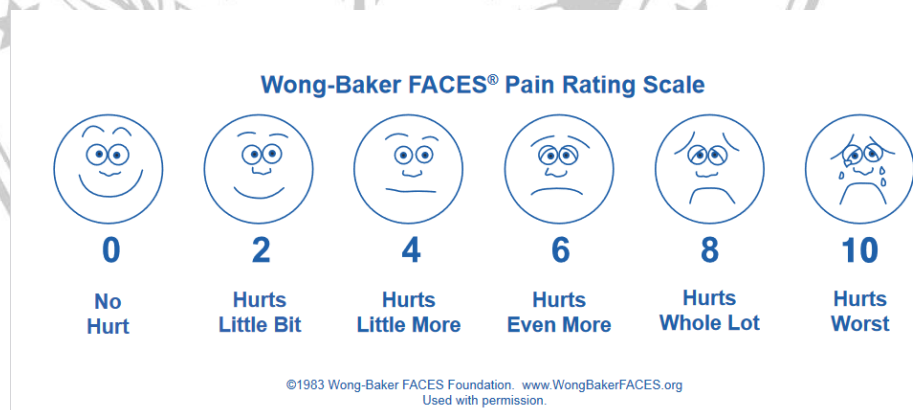 Wong-Baker FACES® Pain Rating Scale
0 2 4 6 8 10
No Hurts Hurts Hurts Hurts Hurts
Hurt Little Bit Little More Even More Whole Lot Worst
©1983 Wong-Baker FACES Foundation. www.WongBakerFACES.org
Used with permission.